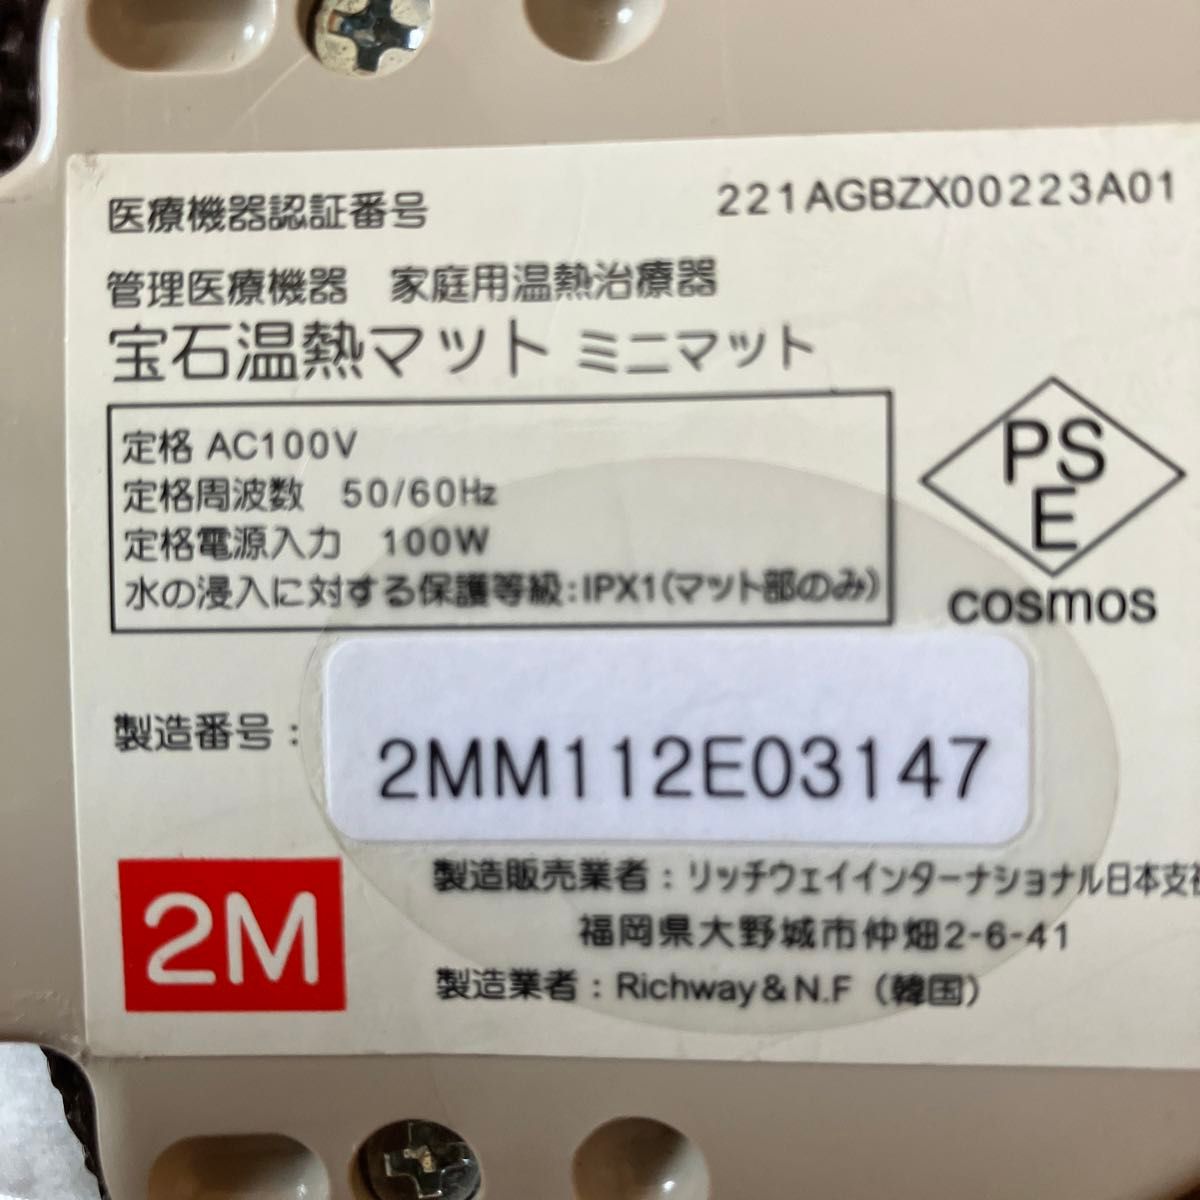 医療機器認証番号 221AGBZX00223A01
管理医療機器 家庭用温熱治療器
宝石温熱マット ミニマット
定格 AC100V
定格周波数 50/60Hz
定格電源入力 100W
水の浸入に対する保護等級:IPX1(マット部のみ)
PS
E
cosmos
製造番号:
2MM112E03147
2M
製造販売業者:リッチウェイインターナショナル日本支社
福岡県大野城市仲畑2-6-41
製造業者:Richway&N.F(韓国)